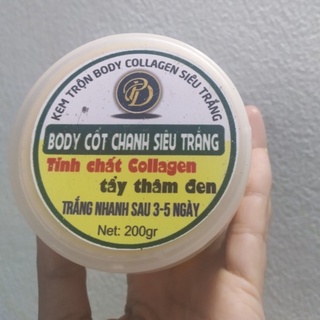 KEM TRỘN BODY COLLAGEN SIÊU TRẮNG
BODY CỐT CHANH SIÊU TRẮNG
Tinh chất Collagen
tẩy thâm đen
TRẮNG NHANH SAU 3-5 NGÀY
Net: 200gr